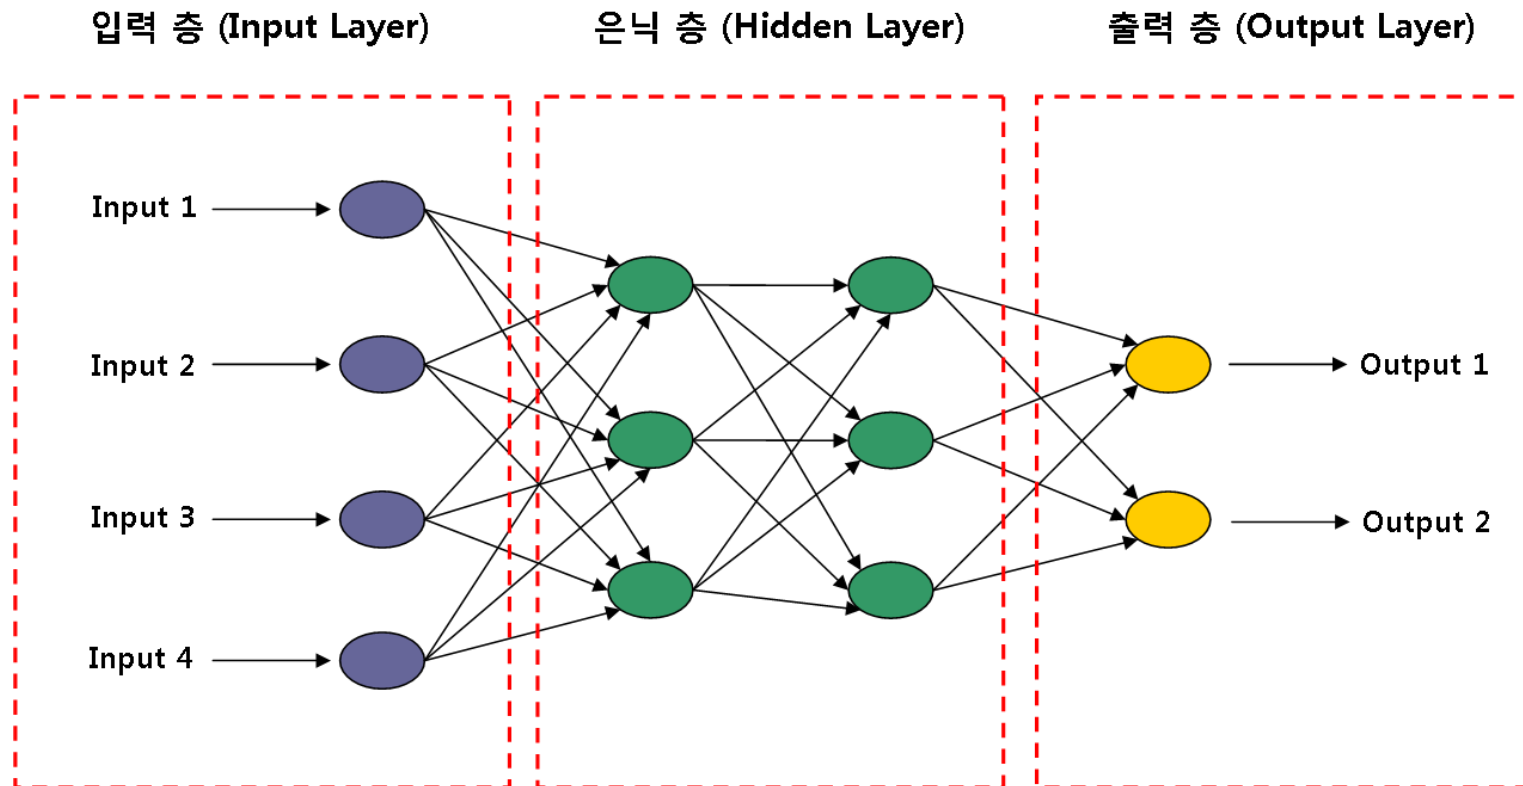 입력 층 (Input Layer)
은닉 층 (Hidden Layer)
출력 층 (Output Layer)
Input 1
Input 2
Input 3
Input 4
Output 1
Output 2